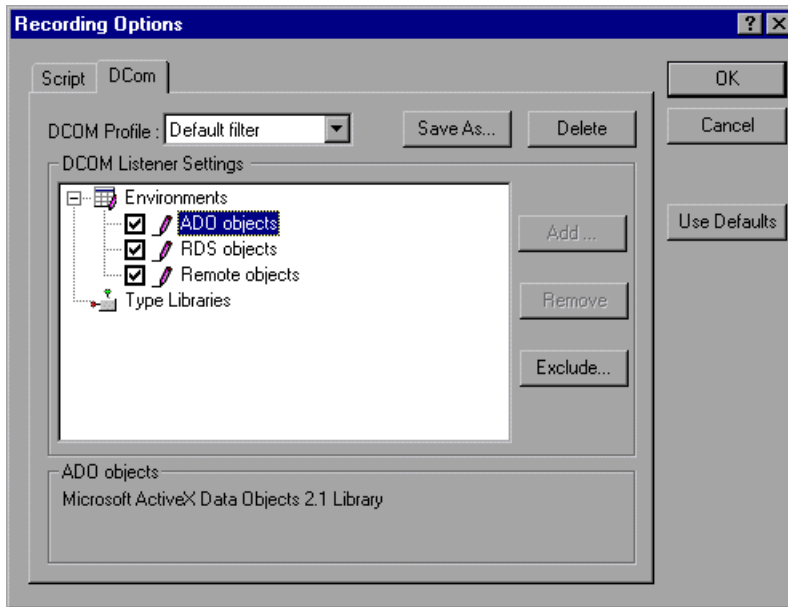 Recording Options
Script DCom
DCOM Profile : Default filter Save As... Delete
DCOM Listener Settings
Environments
ADO objects
RDS objects
Remote objects
Type Libraries
Add ...
Remove
Exclude...
ADO objects
Microsoft ActiveX Data Objects 2.1 Library
OK
Cancel
Use Defaults